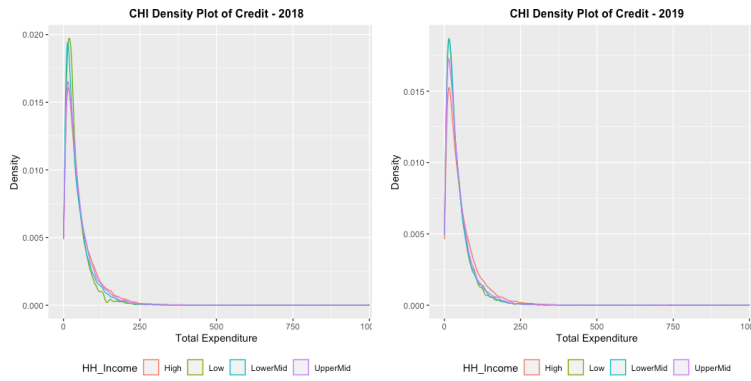 CHI Density Plot of Credit - 2018
0.020
0.015
0.010
0.005
0.000
Density
0
250
500
750
100
Total Expenditure
HH_Income High Low LowerMid UpperMid
CHI Density Plot of Credit - 2019
0.015
0.010
0.005
0.000
Density
0
250
500
750
100
Total Expenditure
HH_Income High Low LowerMid UpperMid